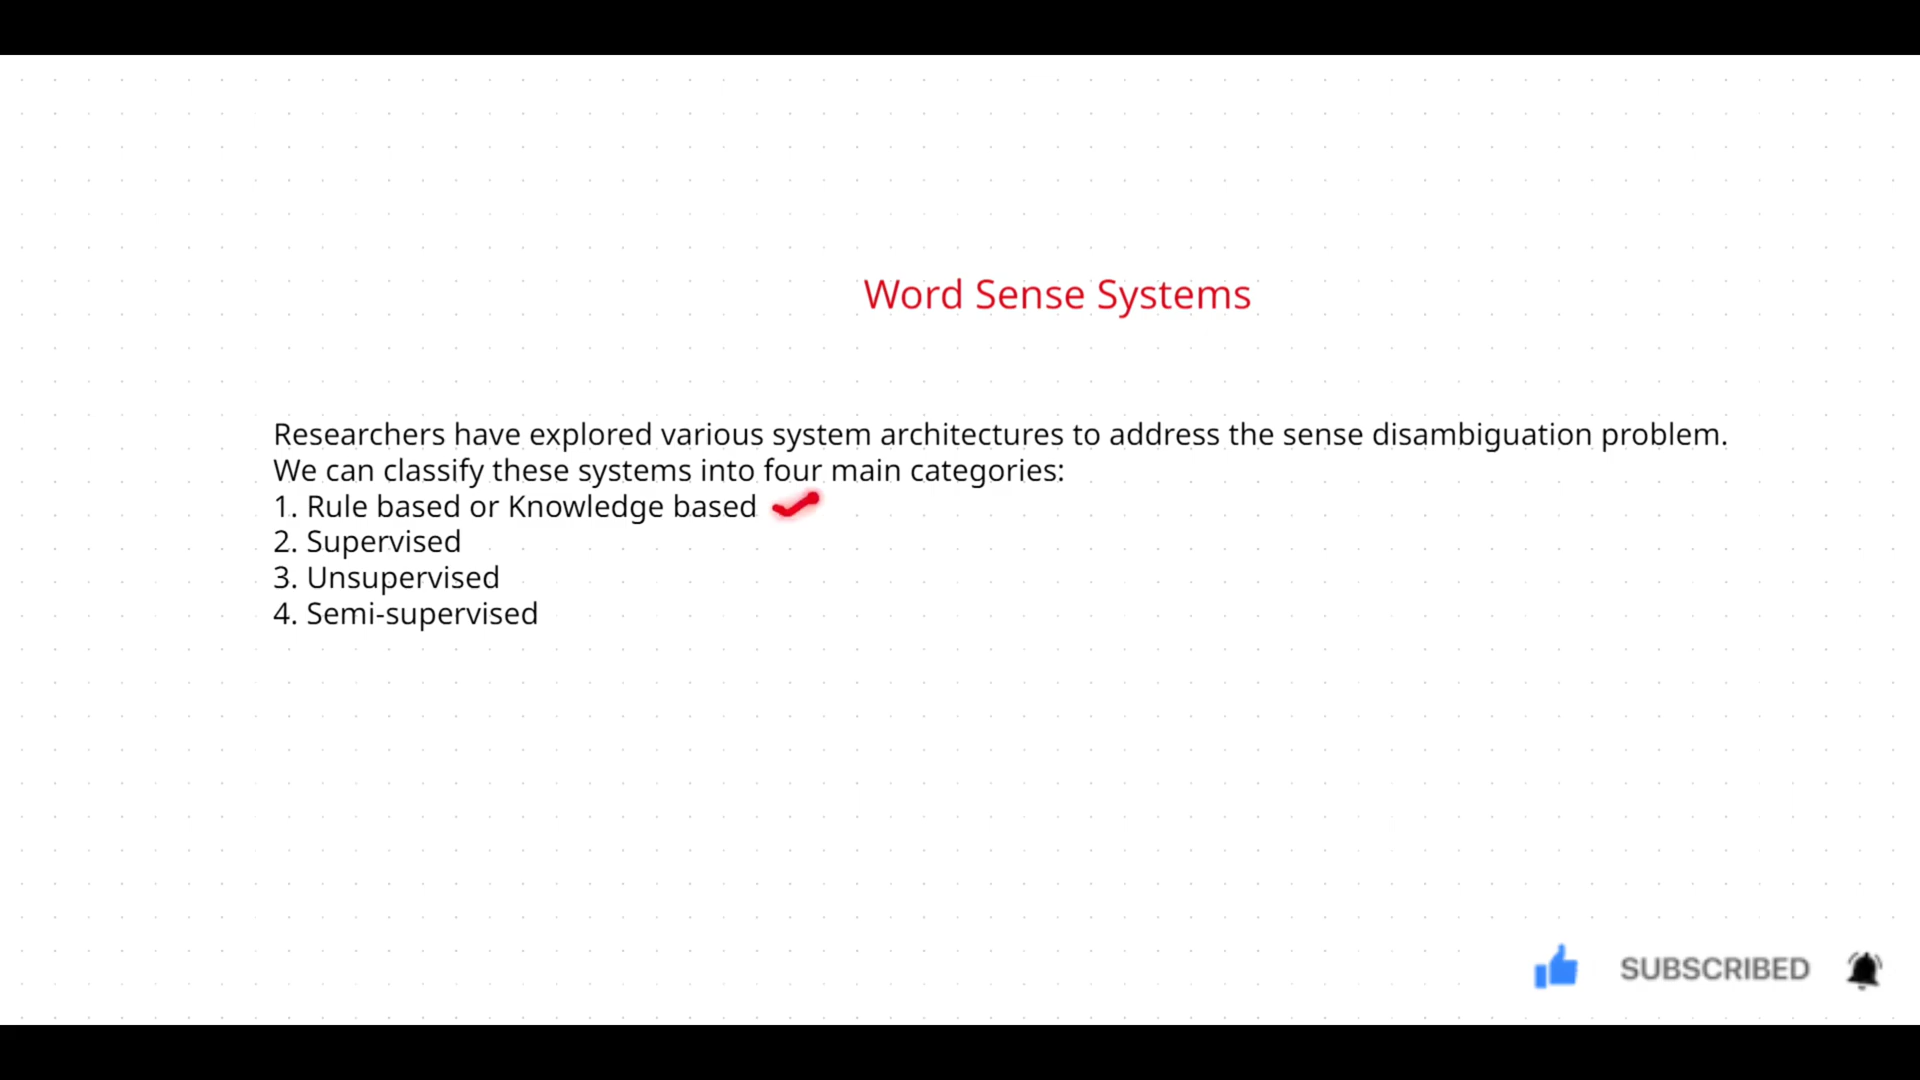 Word Sense Systems
Researchers have explored various system architectures to address the sense disambiguation problem.
We can classify these systems into four main categories:
1. Rule based or Knowledge based
2. Supervised
3. Unsupervised
4. Semi-supervised
SUBSCRIBED